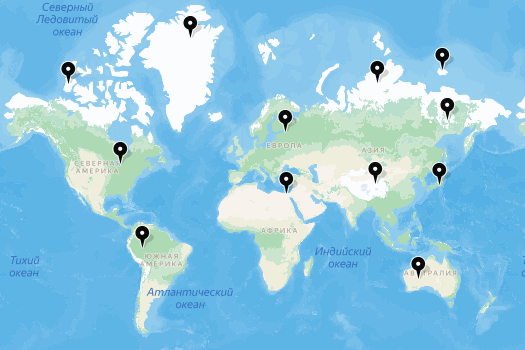 Северный
Ледовитый
океан
ЕВРОПА
АЗИЯ
СЕВЕРНАЯ
АМЕРИКА
АФРИКА
Тихий
океан
ЮЖНАЯ
АМЕРИКА
Индийский
океан
АВСТРАЛИЯ
Атлантический
океан